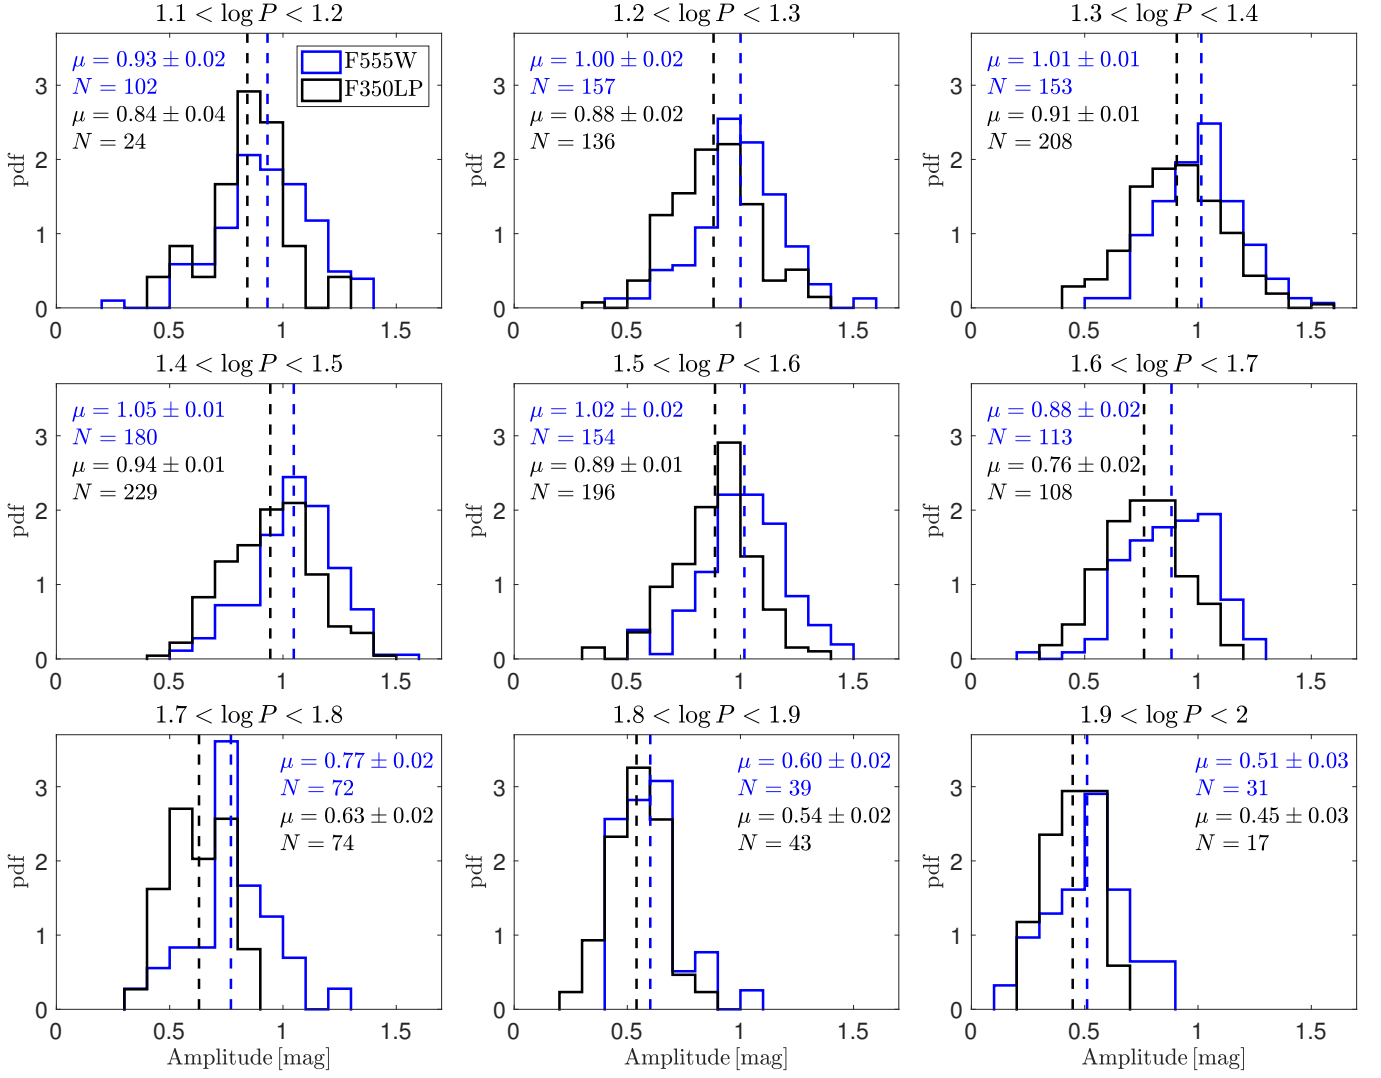 1.1 < log P < 1.2
μ = 0.93 ± 0.02
N = 102
μ = 0.84 ± 0.04
N = 24
F555W
F350LP
pdf
3
2
1
0
0 0.5 1 1.5
1.2 < log P < 1.3
μ = 1.00 ± 0.02
N = 157
μ = 0.88 ± 0.02
N = 136
pdf
3
2
1
0
0 0.5 1 1.5
1.3 < log P < 1.4
μ = 1.01 ± 0.01
N = 153
μ = 0.91 ± 0.01
N = 208
pdf
3
2
1
0
0 0.5 1 1.5
1.4 < log P < 1.5
μ = 1.05 ± 0.01
N = 180
μ = 0.94 ± 0.01
N = 229
pdf
3
2
1
0
0 0.5 1 1.5
1.5 < log P < 1.6
μ = 1.02 ± 0.02
N = 154
μ = 0.89 ± 0.01
N = 196
pdf
3
2
1
0
0 0.5 1 1.5
1.6 < log P < 1.7
μ = 0.88 ± 0.02
N = 113
μ = 0.76 ± 0.02
N = 108
pdf
3
2
1
0
0 0.5 1 1.5
1.7 < log P < 1.8
μ = 0.77 ± 0.02
N = 72
μ = 0.63 ± 0.02
N = 74
pdf
3
2
1
0
0 0.5 1 1.5
Amplitude [mag]
1.8 < log P < 1.9
μ = 0.60 ± 0.02
N = 39
μ = 0.54 ± 0.02
N = 43
pdf
3
2
1
0
0 0.5 1 1.5
Amplitude [mag]
1.9 < log P < 2
μ = 0.51 ± 0.03
N = 31
μ = 0.45 ± 0.03
N = 17
pdf
3
2
1
0
0 0.5 1 1.5
Amplitude [mag]